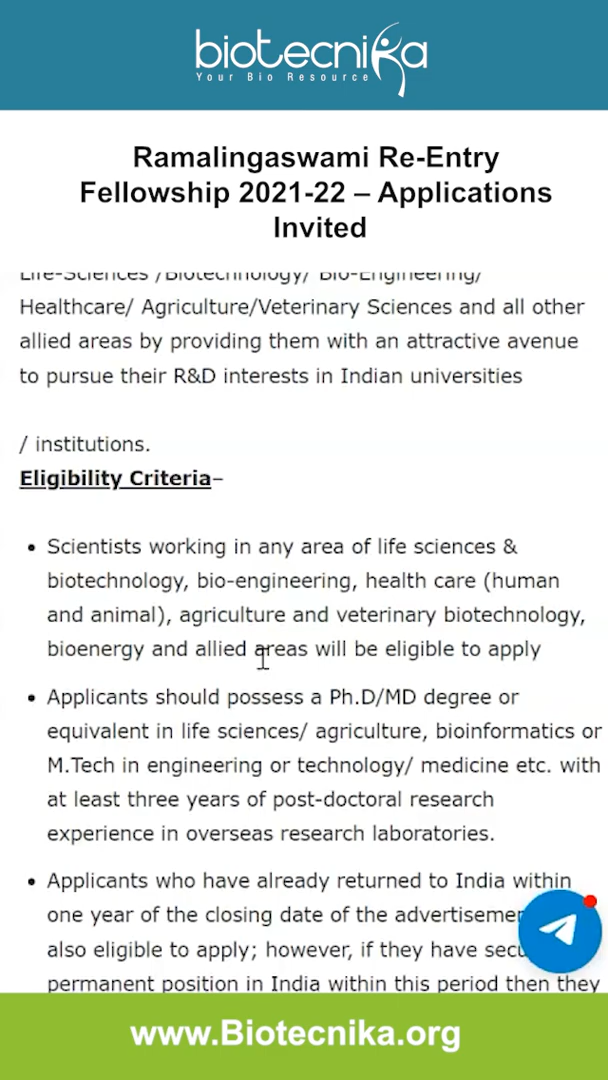 biotecnika
Your Bio Resource
Ramalingaswami Re-Entry
Fellowship 2021-22 – Applications
Invited
Life-Sciences /Biotechnology/ Bio-Engineering/
Healthcare/ Agriculture/Veterinary Sciences and all other
allied areas by providing them with an attractive avenue
to pursue their R&D interests in Indian universities
/ institutions.
Eligibility Criteria–
• Scientists working in any area of life sciences &
biotechnology, bio-engineering, health care (human
and animal), agriculture and veterinary biotechnology,
bioenergy and allied areas will be eligible to apply
• Applicants should possess a Ph.D/MD degree or
equivalent in life sciences/ agriculture, bioinformatics or
M.Tech in engineering or technology/ medicine etc. with
at least three years of post-doctoral research
experience in overseas research laboratories.
• Applicants who have already returned to India within
one year of the closing date of the
also eligible to apply; however, if they have
permanent position in India within this period then they
www.Biotecnika.org